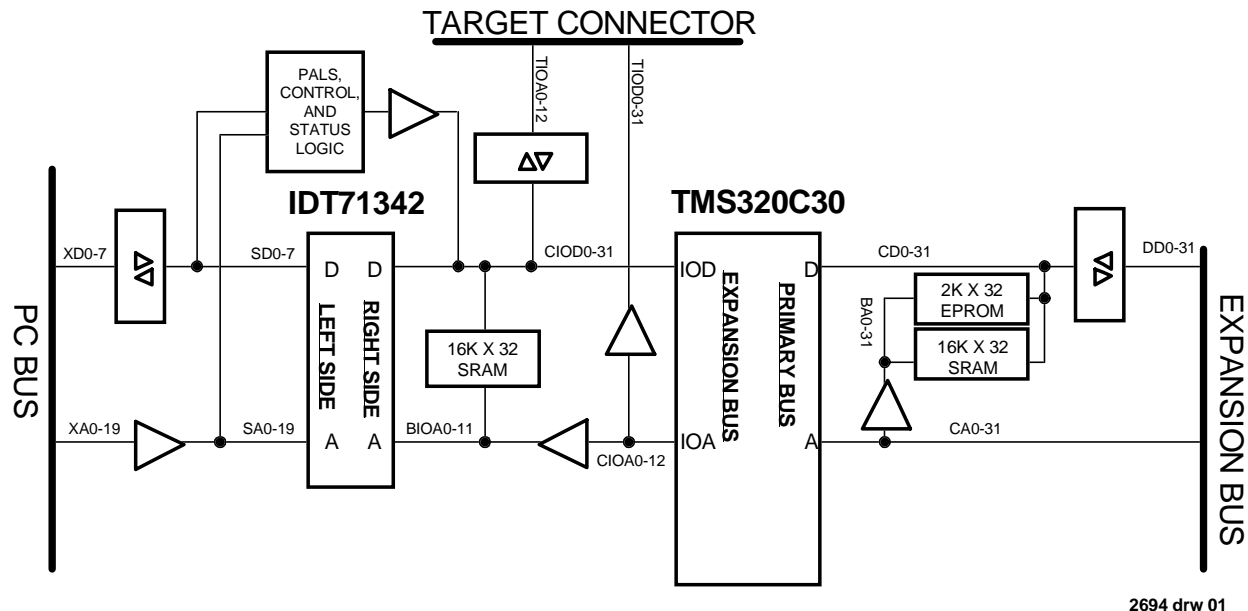 TARGET CONNECTOR
TIOA0-12
TIOD0-31
PALS,
CONTROL,
AND
STATUS
LOGIC
IDT71342
TMS320C30
XD0-7
SD0-7
D
D
CIOD0-31
IOD
D
CD0-31
DD0-31
PC BUS
LEFT SIDE
RIGHT SIDE
16K X 32
SRAM
EXPANSION BUS
PRIMARY BUS
BA0-31
2K X 32
EPROM
16K X 32
SRAM
EXPANSION BUS
XA0-19
SA0-19
A
A
BIOA0-11
CIOA0-12
IOA
A
CA0-31
2694 drw 01